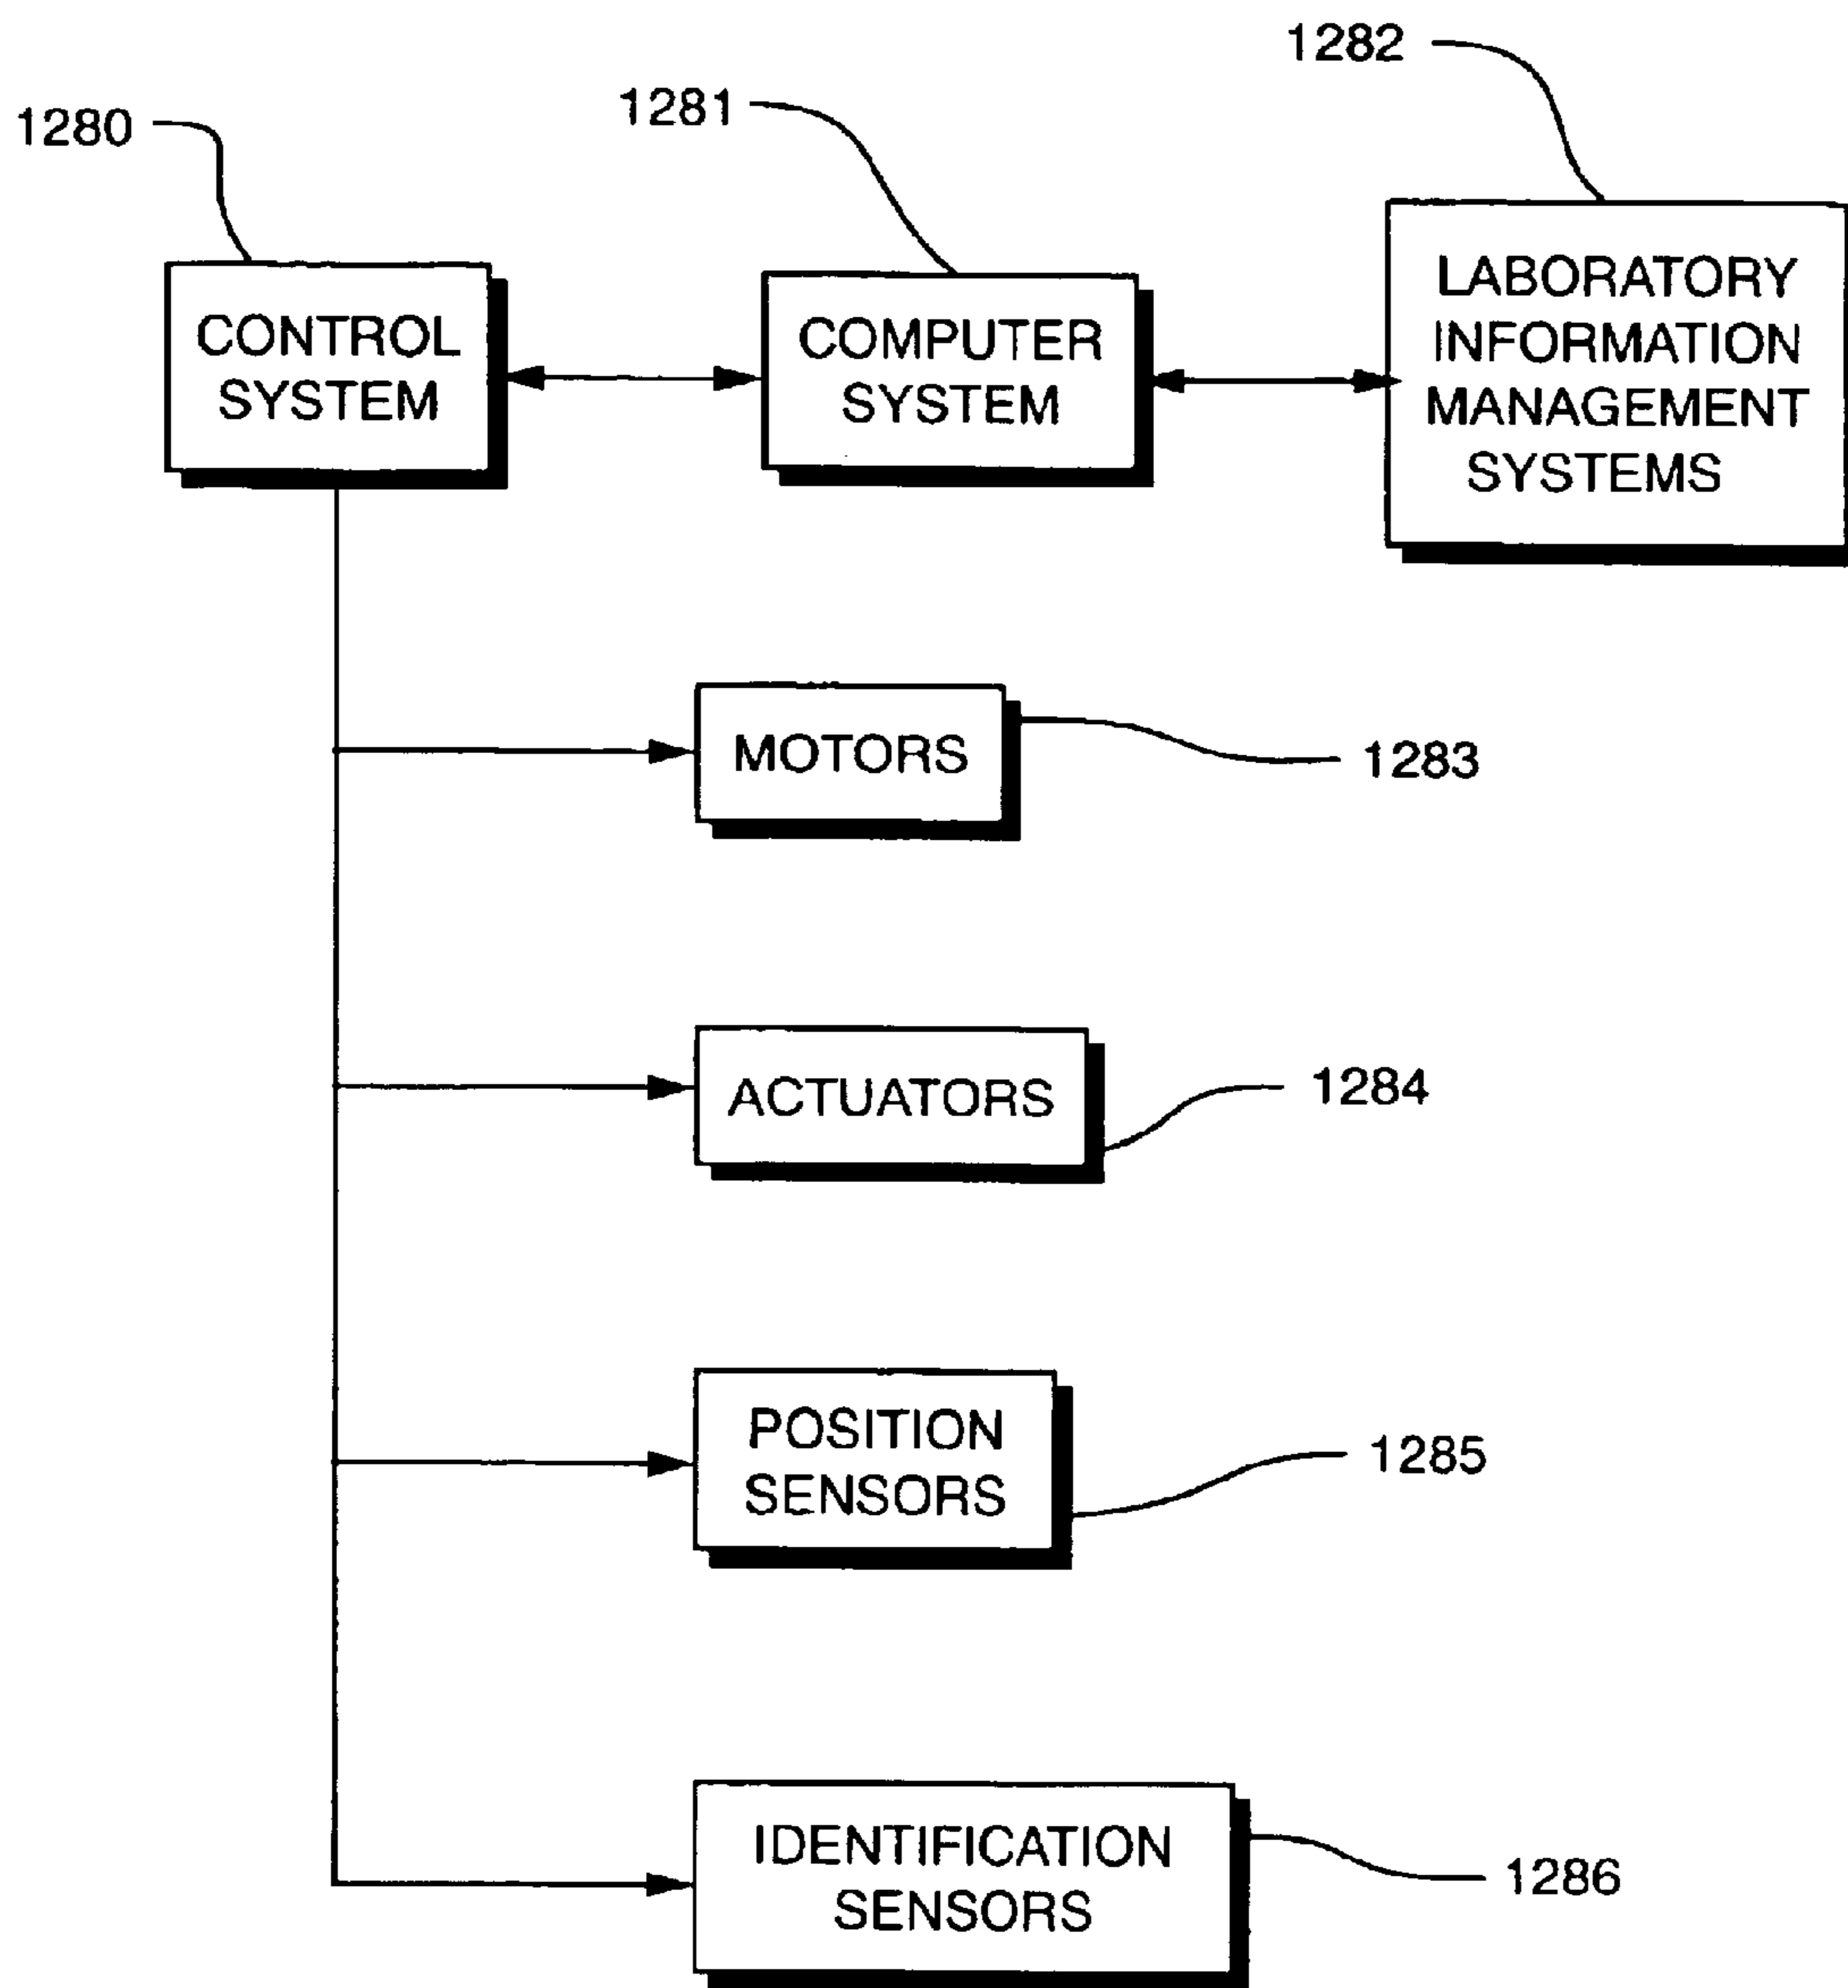 1282
1281
1280
LABORATORY
INFORMATION
MANAGEMENT
SYSTEMS
COMPUTER
SYSTEM
CONTROL
SYSTEM
MOTORS
1283
ACTUATORS
1284
POSITION
SENSORS
1285
IDENTIFICATION
SENSORS
1286